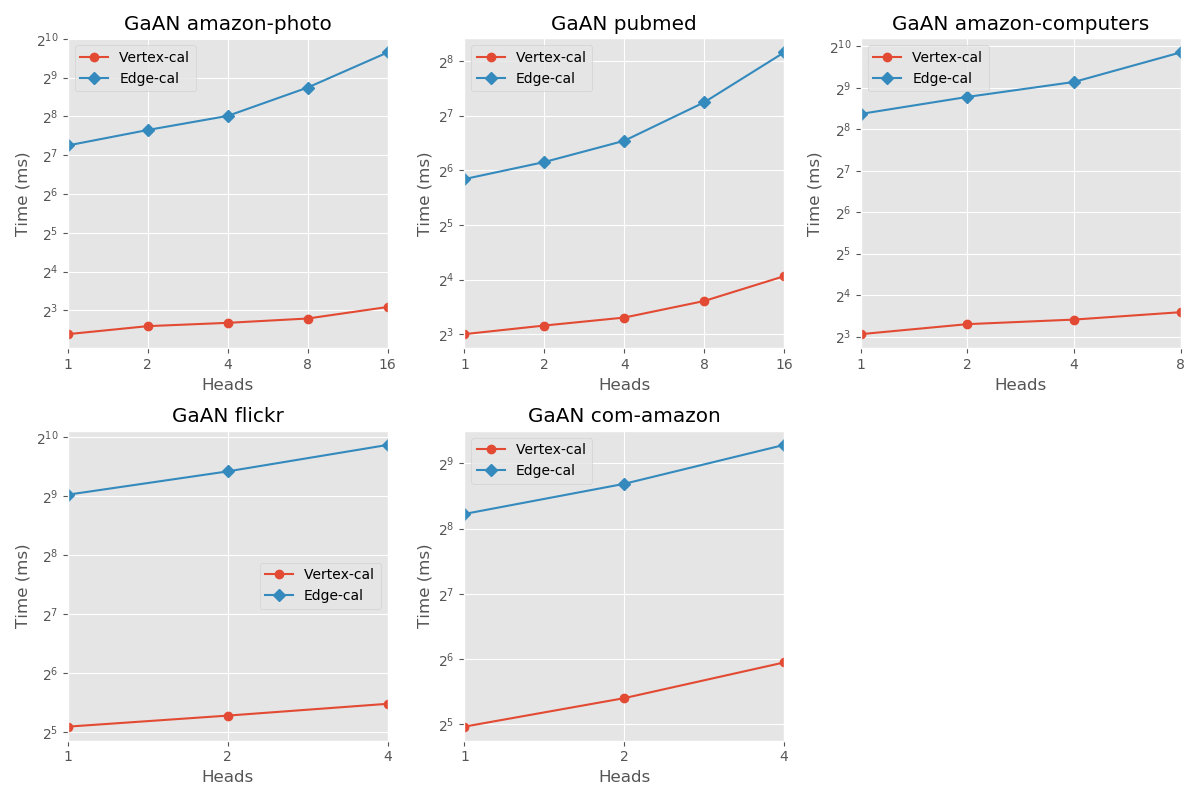 GaAN amazon-photo
Vertex-cal
Edge-cal
Time (ms)
2^10
2^9
2^8
2^7
2^6
2^5
2^4
2^3
1 2 4 8 16
Heads
GaAN pubmed
Vertex-cal
Edge-cal
Time (ms)
2^8
2^7
2^6
2^5
2^4
2^3
1 2 4 8 16
Heads
GaAN amazon-computers
Vertex-cal
Edge-cal
Time (ms)
2^10
2^9
2^8
2^7
2^6
2^5
2^4
2^3
1 2 4 8
Heads
GaAN flickr
Vertex-cal
Edge-cal
Time (ms)
2^10
2^9
2^8
2^7
2^6
2^5
1 2 4
Heads
GaAN com-amazon
Vertex-cal
Edge-cal
Time (ms)
2^9
2^8
2^7
2^6
2^5
1 2 4
Heads